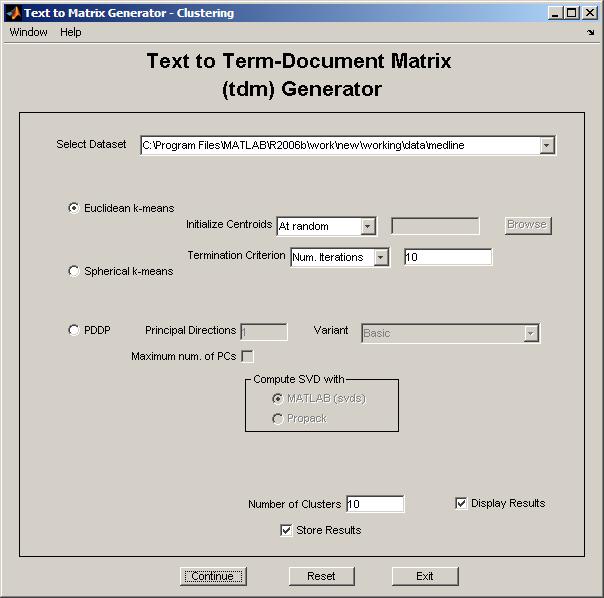 Text to Matrix Generator - Clustering
Window Help
Text to Term-Document Matrix
(tdm) Generator
Select Dataset C:\Program Files\MATLAB\R2006b\work\new\working\data\medline
Euclidean k-means
Initialize Centroids At random Browse
Termination Criterion Num. Iterations 10
Spherical k-means
PDDP Principal Directions 1 Variant Basic
Maximum num. of PCs
Compute SVD with
MATLAB (svds)
Propack
Number of Clusters 10 Display Results
Store Results
Continue Reset Exit